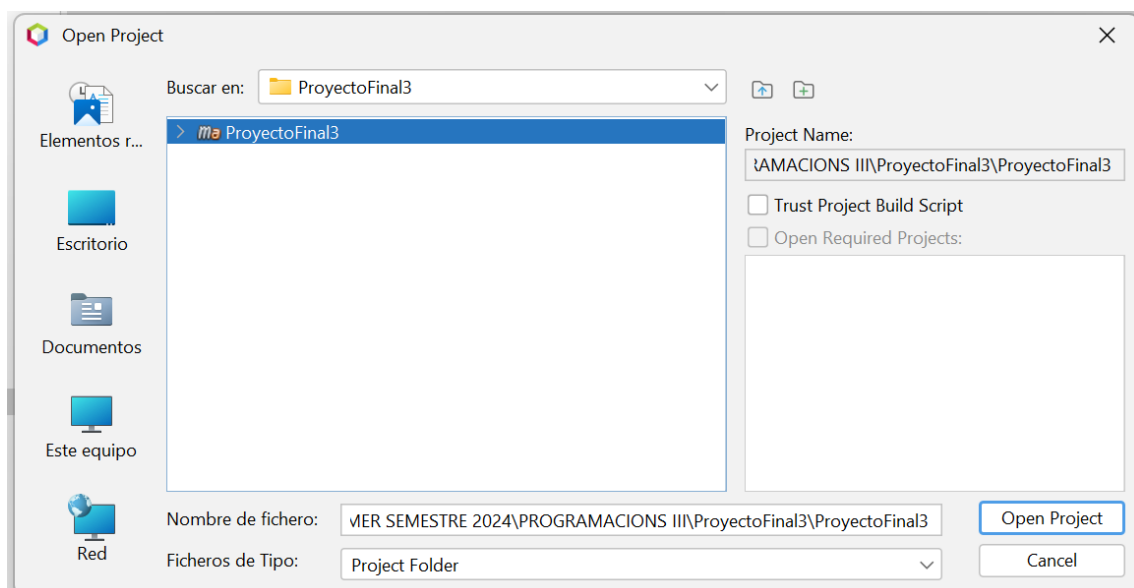 Open Project
Buscar en:
ProyectoFinal3
Elementos r...
Ma ProyectoFinal3
Project Name:
RAMACIONS III\ProyectoFinal3\ProyectoFinal3
Trust Project Build Script
Open Required Projects:
Escritorio
Documentos
Este equipo
Red
Nombre de fichero:
MER SEMESTRE 2024\PROGRAMACIONS III\ProyectoFinal3\ProyectoFinal3
Open Project
Ficheros de Tipo:
Project Folder
Cancel